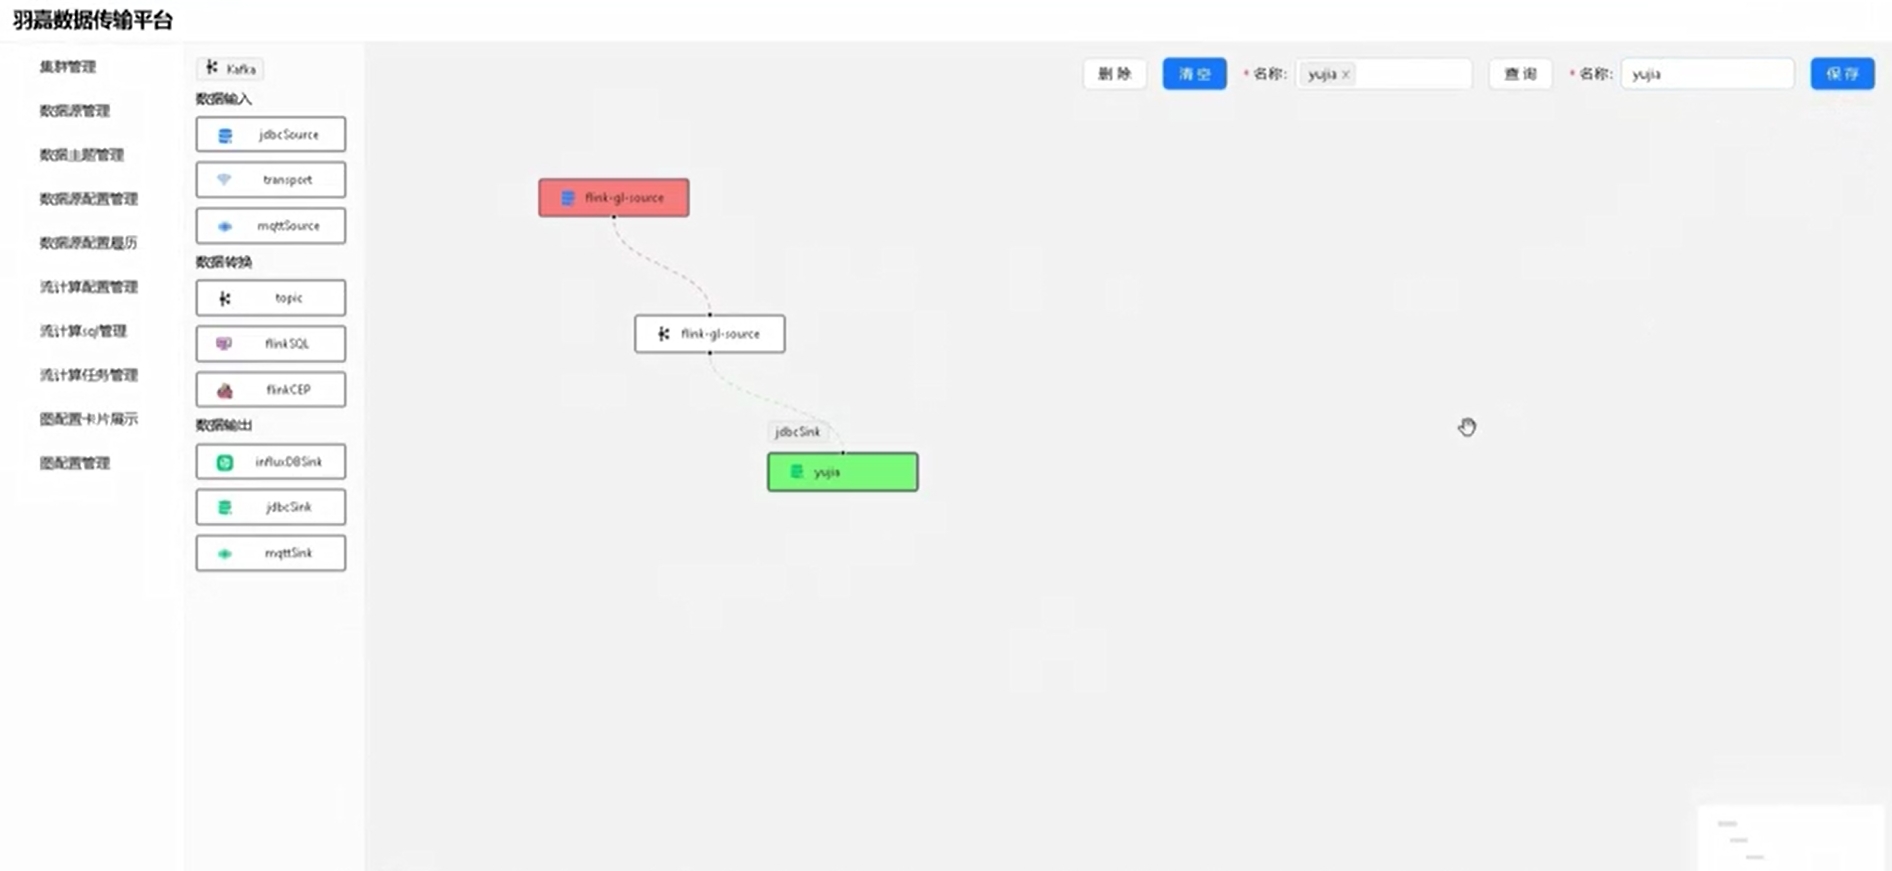 羽嘉数据传输平台
集群管理
数据源管理
数据主题管理
数据源配置管理
数据源配置履历
流计算配置管理
流计算sql管理
流计算任务管理
图配置卡片展示
图配置管理
Kafka
数据输入
jdbcSource
transport
mqttSource
数据转换
topic
flinkSQL
flinkCEP
数据输出
influxDBSink
jdbcSink
mqttSink
删除 清空 * 名称: yujia × 查询 * 名称: yujia 保存
flink-gl-source
flink-gl-source
jdbcSink
yujia